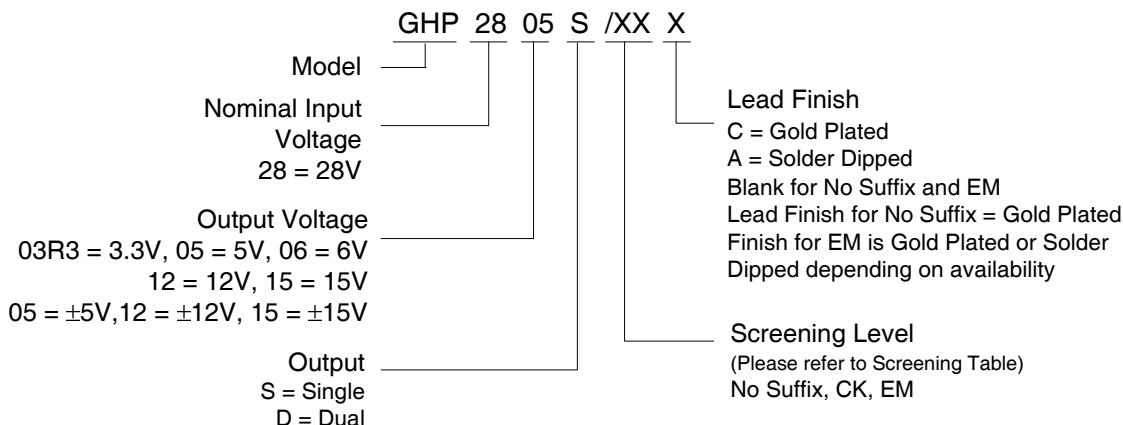 GHP 28 05 S /XX X
Model
Nominal Input
Voltage
28 = 28V
Output Voltage
03R3 = 3.3V, 05 = 5V, 06 = 6V
12 = 12V, 15 = 15V
05 = ±5V,12 = ±12V, 15 = ±15V
Output
S = Single
D = Dual
Lead Finish
C = Gold Plated
A = Solder Dipped
Blank for No Suffix and EM
Lead Finish for No Suffix = Gold Plated
Finish for EM is Gold Plated or Solder
Dipped depending on availability
Screening Level
(Please refer to Screening Table)
No Suffix, CK, EM